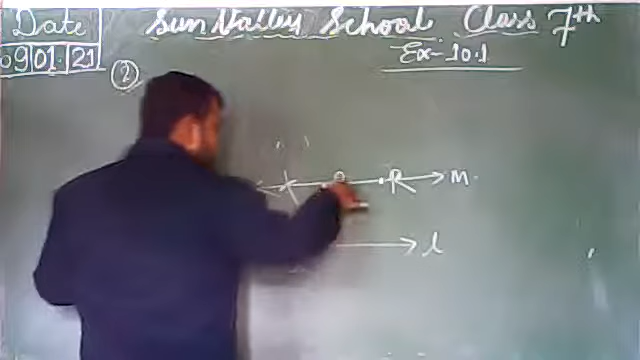 Date
Sun Valley School Class 7th
09 01 21
Ex-10.1
(2)
R
m.
l